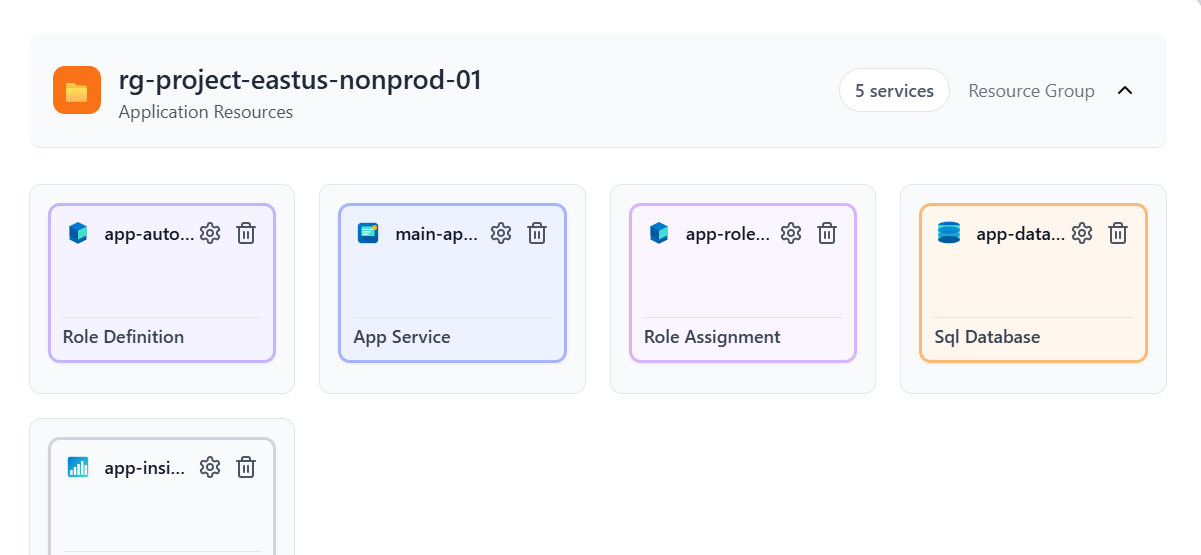 rg-project-eastus-nonprod-01
Application Resources
5 services
Resource Group
app-auto...
Role Definition
main-ap...
App Service
app-role...
Role Assignment
app-data...
Sql Database
app-insi...